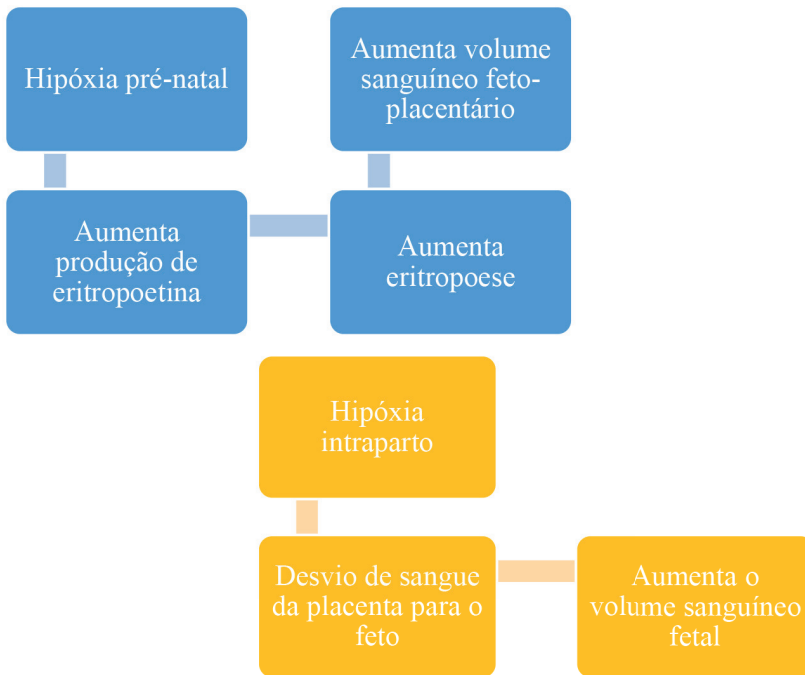 Hipóxia pré-natal
Aumenta
produção de
eritropoetina
Aumenta
eritropoese
Aumenta volume
sanguíneo feto-
placentário
Hipóxia
intraparto
Desvio de sangue
da placenta para o
feto
Aumenta o
volume sanguíneo
fetal